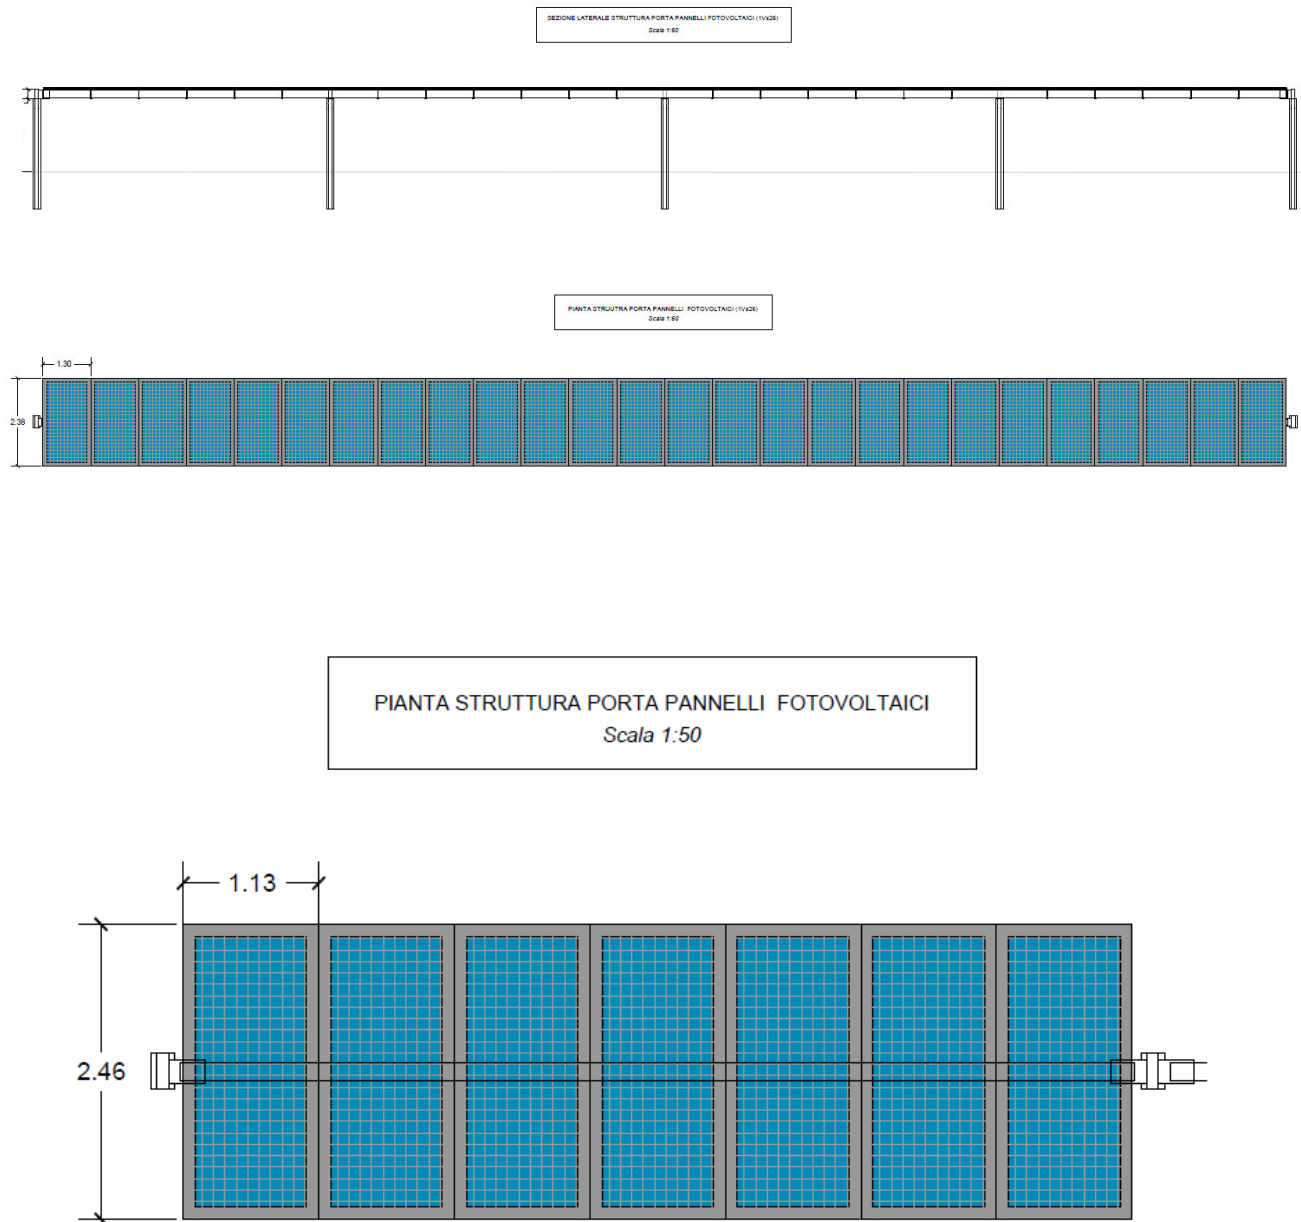 SEZIONE LATERALE STRUTTURA PORTA PANNELLI FOTOVOLTAICI (1Vx26)
Scala 1:50
PIANTA STRUUTRA PORTA PANNELLI FOTOVOLTAICI (1Vx26)
Scala 1:50
1.30
2.38
PIANTA STRUTTURA PORTA PANNELLI FOTOVOLTAICI
Scala 1:50
1.13
2.46